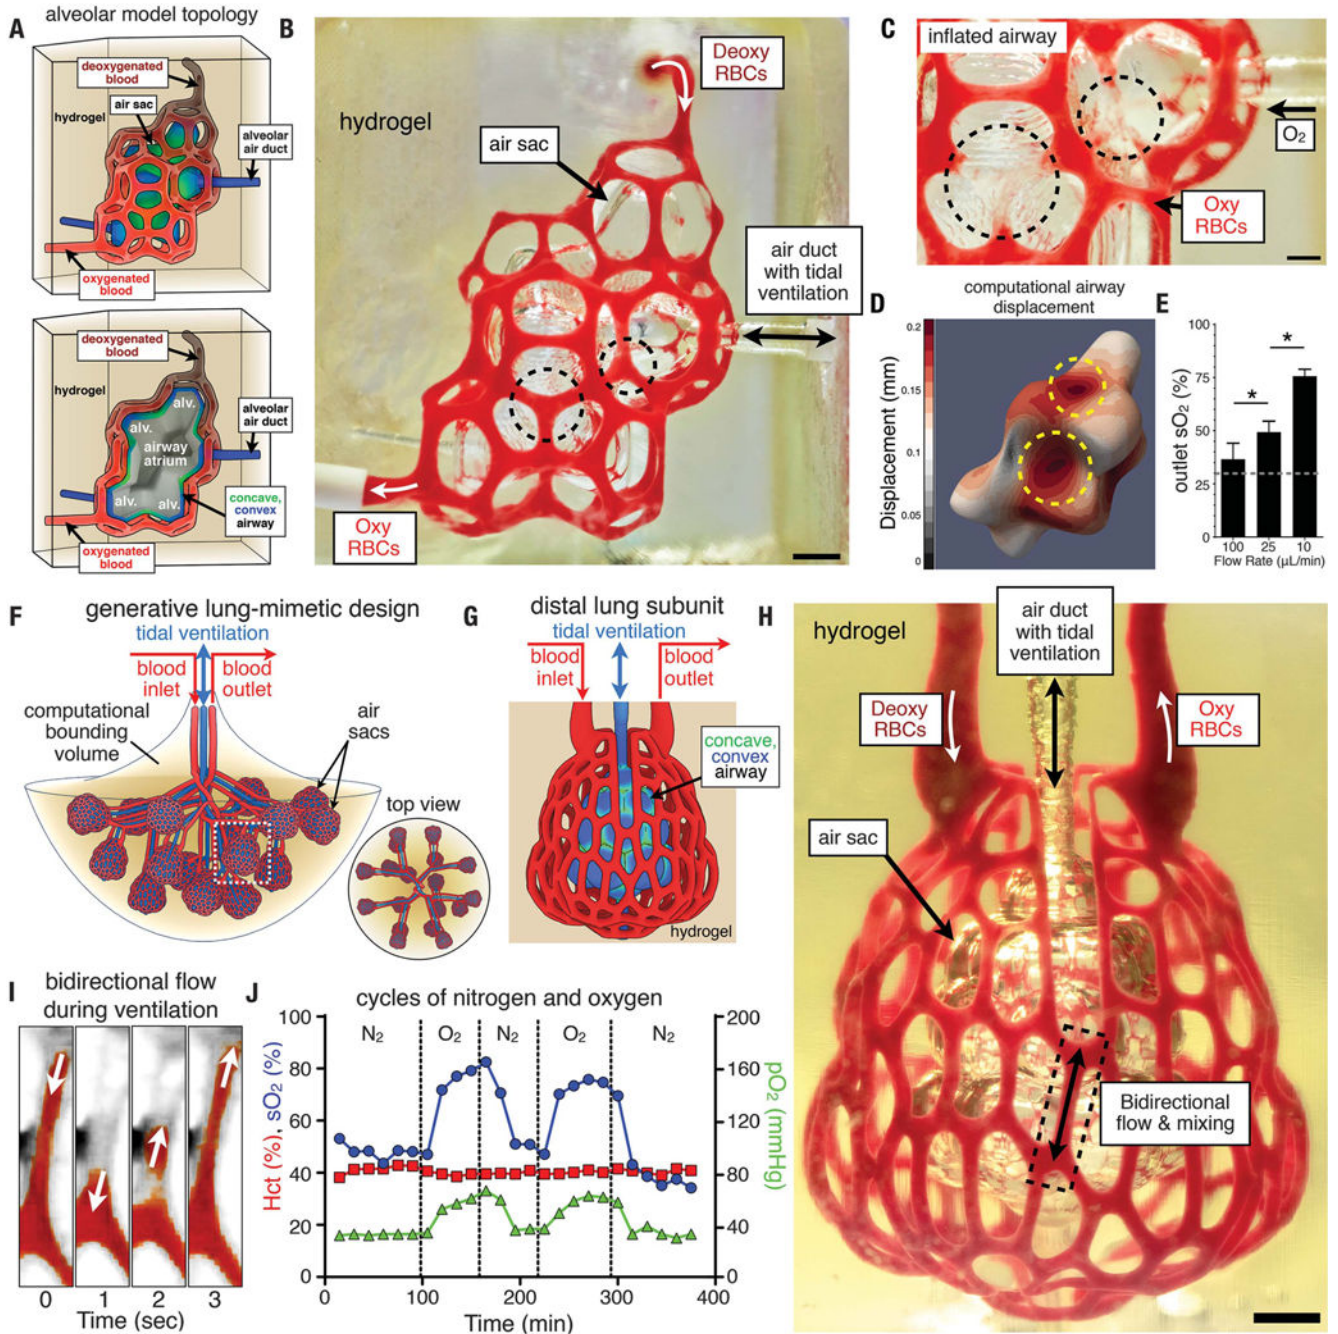 A
alveolar model topology
deoxygenated
blood
air sac
hydrogel
alveolar
air duct
oxygenated
blood
deoxygenated
blood
hydrogel
alv.
alv.
airway
atrium
alv.
alv.
alveolar
air duct
concave,
convex
airway
oxygenated
blood
B
hydrogel
Deoxy
RBCs
air sac
air duct
with tidal
ventilation
Oxy
RBCs
C
inflated airway
O₂
Oxy
RBCs
D
computational airway
displacement
Displacement (mm)
0.2
0.15
0.1
0.05
0
E
outlet sO₂ (%)
100
75
50
25
0
*
*
100 25 10
Flow Rate (µL/min)
F
generative lung-mimetic design
tidal ventilation
blood
inlet
blood
outlet
computational
bounding
volume
air
sacs
top view
G
distal lung subunit
tidal ventilation
blood
inlet
blood
outlet
concave,
convex
airway
hydrogel
H
hydrogel
air duct
with tidal
ventilation
Deoxy
RBCs
Oxy
RBCs
air sac
Bidirectional
flow & mixing
I
bidirectional flow
during ventilation
0 1 2 3
Time (sec)
J
cycles of nitrogen and oxygen
N₂ O₂ N₂ O₂ N₂
Hct (%), sO₂ (%)
100
80
60
40
20
0
pO₂ (mmHg)
200
160
120
80
40
0
0 100 200 300 400
Time (min)